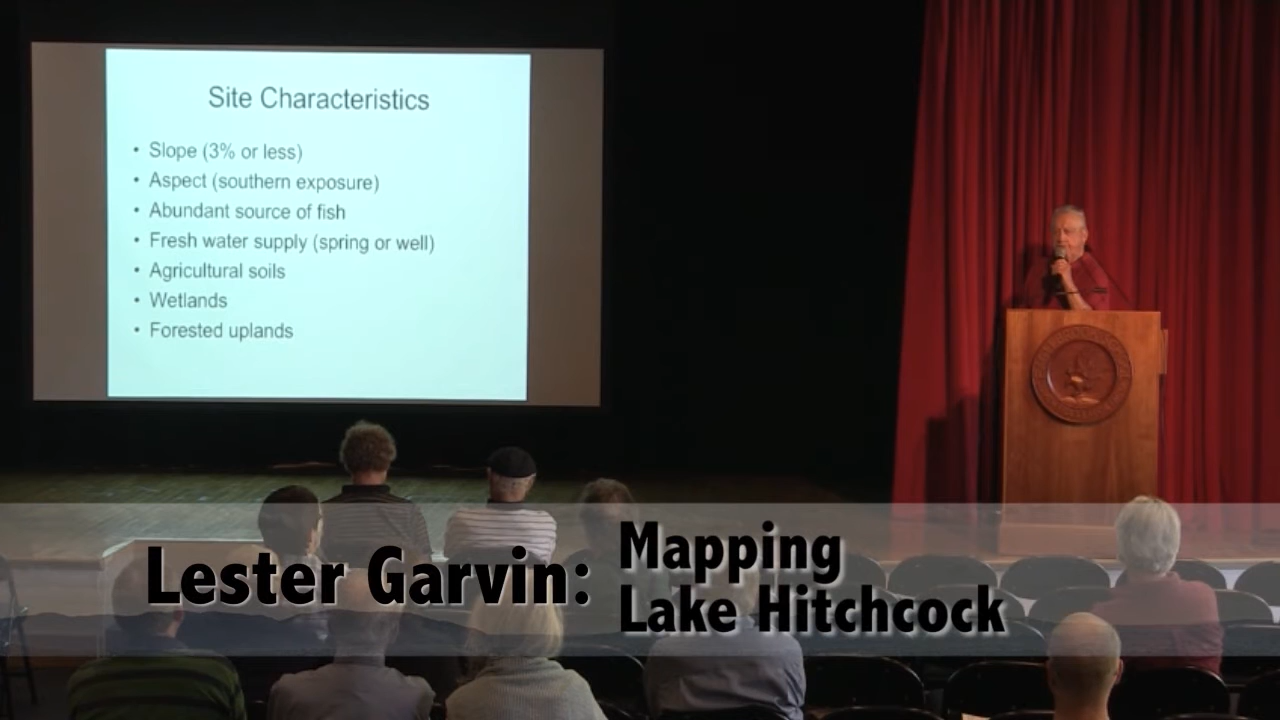 Site Characteristics
• Slope (3% or less)
• Aspect (southern exposure)
• Abundant source of fish
• Fresh water supply (spring or well)
• Agricultural soils
• Wetlands
• Forested uplands
Lester Garvin:
Mapping
Lake Hitchcock